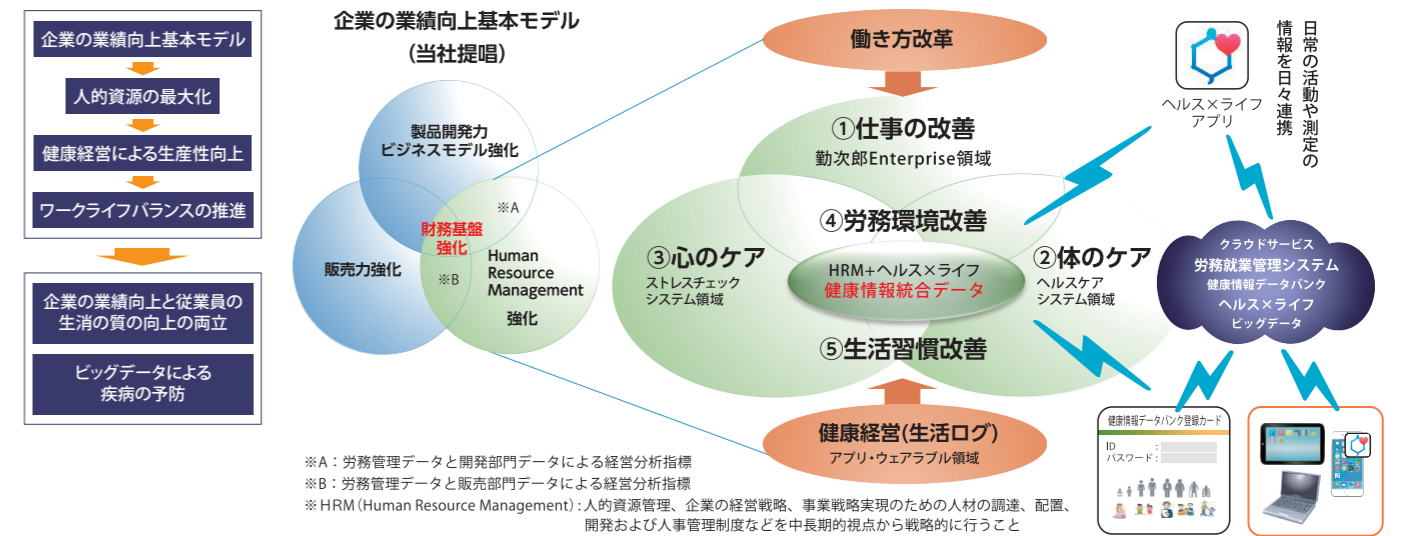 企業の業績向上基本モデル
人的資源の最大化
健康経営による生産性向上
ワークライフバランスの推進
企業の業績向上と従業員の
生消の質の向上の両立
ビッグデータによる
疾病の予防
企業の業績向上基本モデル
(当社提唱)
製品開発力
ビジネスモデル強化
※A
財務基盤
強化
販売力強化
※B
Human
Resource
Management
強化
働き方改革
①仕事の改善
勤次郎Enterprise領域
④労務環境改善
③心のケア
ストレスチェック
システム領域
HRM+ヘルス×ライフ
健康情報統合データ
②体のケア
ヘルスケア
システム領域
⑤生活習慣改善
健康経営(生活ログ)
アプリ・ウェアラブル領域
ヘルス×ライフ
アプリ
日常の活動や測定の
情報を日々連携
クラウドサービス
労務就業管理システム
健康情報データバンク
ヘルス×ライフ
ビッグデータ
健康情報データバンク登録カード
ID :
パスワード :
※A：労務管理データと開発部門データによる経営分析指標
※B：労務管理データと販売部門データによる経営分析指標
※HRM(Human Resource Management)：人的資源管理、企業の経営戦略、事業戦略実現のための人材の調達、配置、
開発および人事管理制度などを中長期的視点から戦略的に行うこと